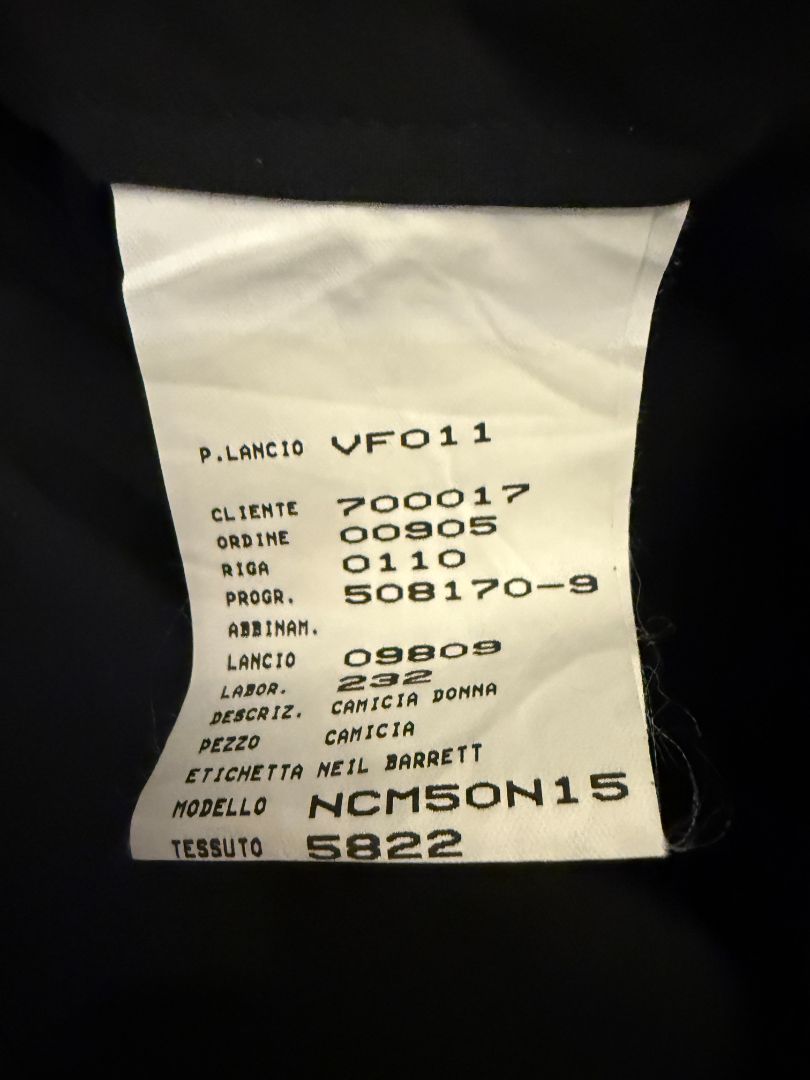 P.LANCIO VF011
CLIENTE 700017
ORDINE 00905
RIGA 0110
PROGR. 508170-9
ABBINAM.
LANCIO 09809
LABOR. 232
DESCRIZ. CAMICIA DONNA
PEZZO CAMICIA
ETICHETTA NEIL BARRETT
MODELLO NCM50N15
TESSUTO 5822